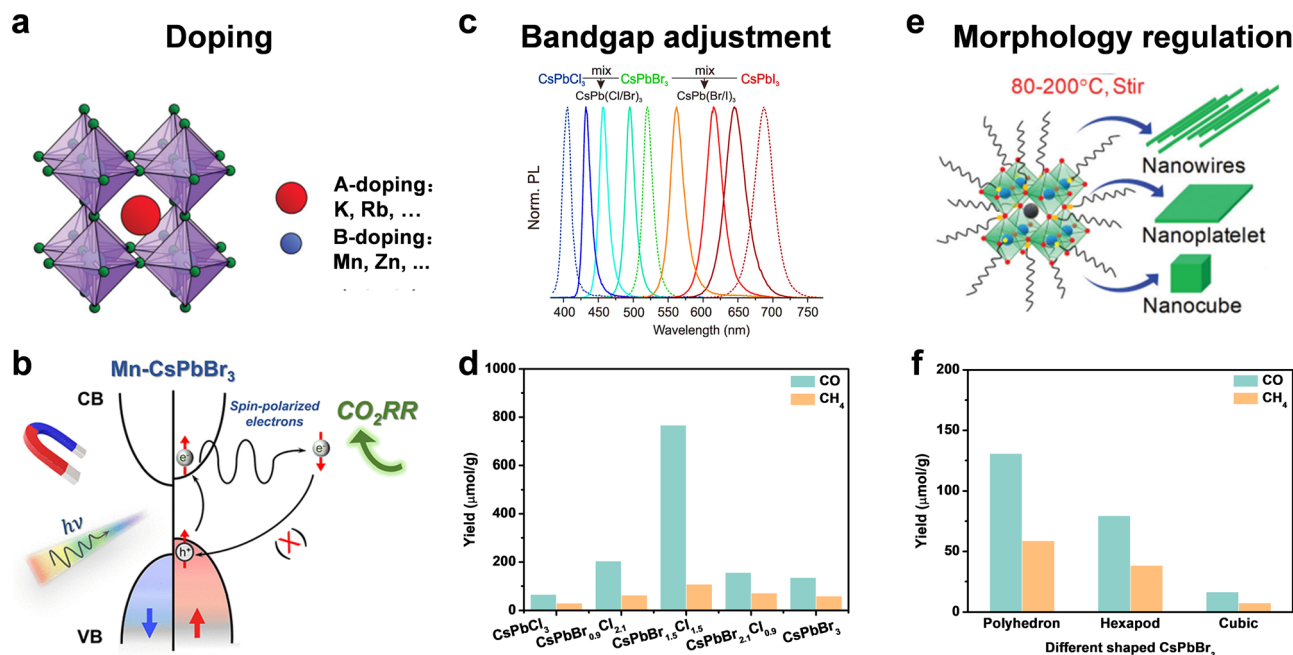 a
Doping
A-doping:
K, Rb, ...
B-doping:
Mn, Zn, ...
b
Mn-CsPbBr₃
CB
Spin-polarized
electrons
CO₂RR
e⁻
e⁻
hν
(X)
h⁺
VB
c
Bandgap adjustment
CsPbCl₃ mix CsPbBr₃ mix CsPbI₃
CsPb(Cl/Br)₃ CsPb(Br/I)₃
Norm. PL
400 450 500 550 600 650 700 750
Wavelength (nm)
d
CO
CH₄
Yield (μmol/g)
1000
800
600
400
200
0
CsPbCl₃
CsPbBr₀.₉Cl₂.₁
CsPbBr₁.₅Cl₁.₅
CsPbBr₂.₁Cl₀.₉
CsPbBr₃
e
Morphology regulation
80-200°C, Stir
Nanowires
Nanoplatelet
Nanocube
f
CO
CH₄
Yield (μmol/g)
200
150
100
50
0
Polyhedron Hexapod Cubic
Different shaped CsPbBr₃